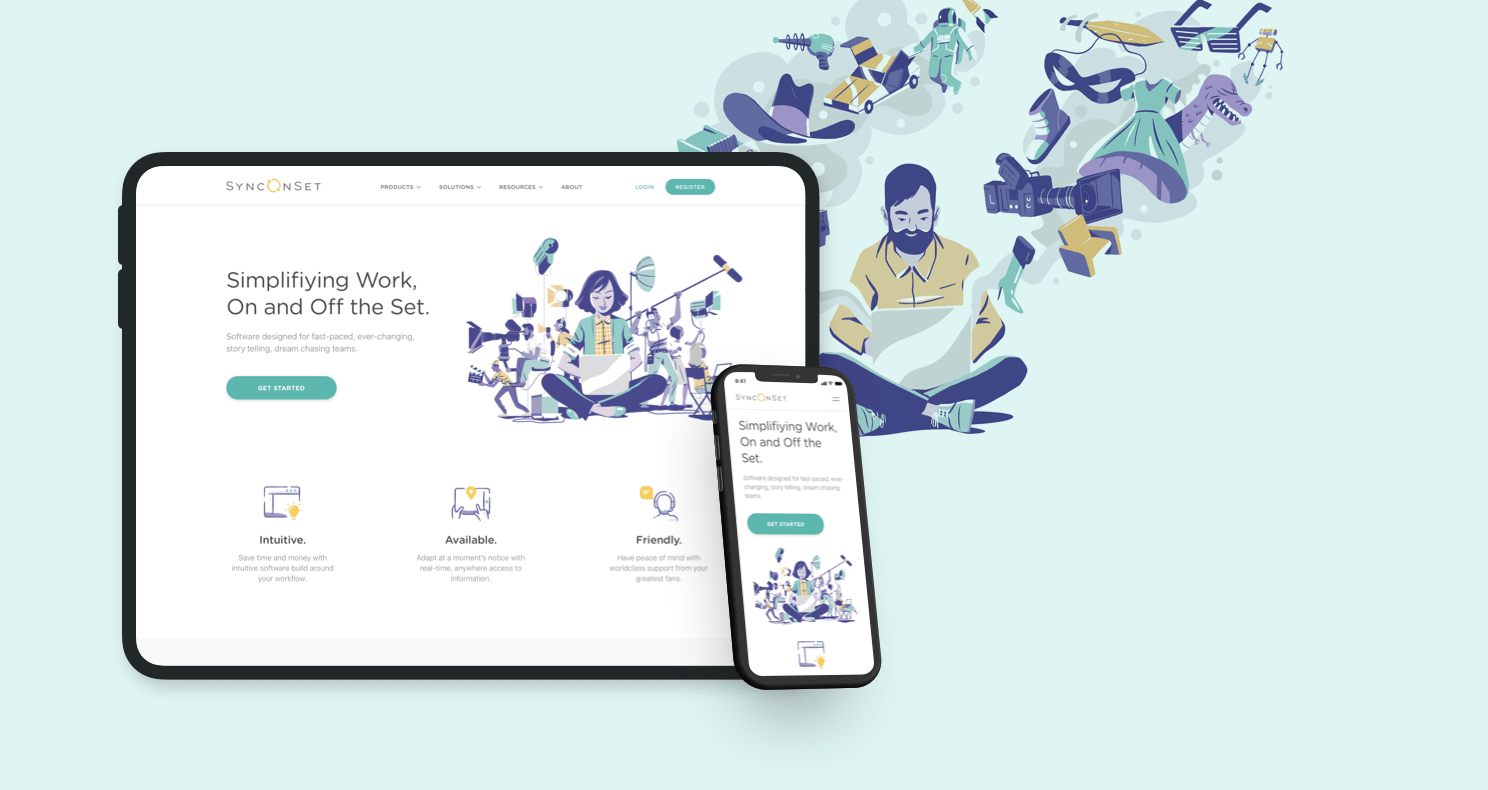 SYNCONSET
PRODUCTS
SOLUTIONS
RESOURCES
ABOUT
LOGIN
REGISTER
Simplifiying Work,
On and Off the Set.
Software designed for fast-paced, ever-changing,
story telling, dream chasing teams.
GET STARTED
Intuitive.
Save time and money with
intuitive software build around
your workflow.
Available.
Adapt at a moment's notice with
real-time, anywhere access to
information.
Friendly.
Have peace of mind with
worldclass support from your
greatest fans.
9:41
SYNCONSET
Simplifiying Work,
On and Off the
Set.
Software designed for fast-paced, ever-
changing, story telling, dream chasing
teams.
GET STARTED